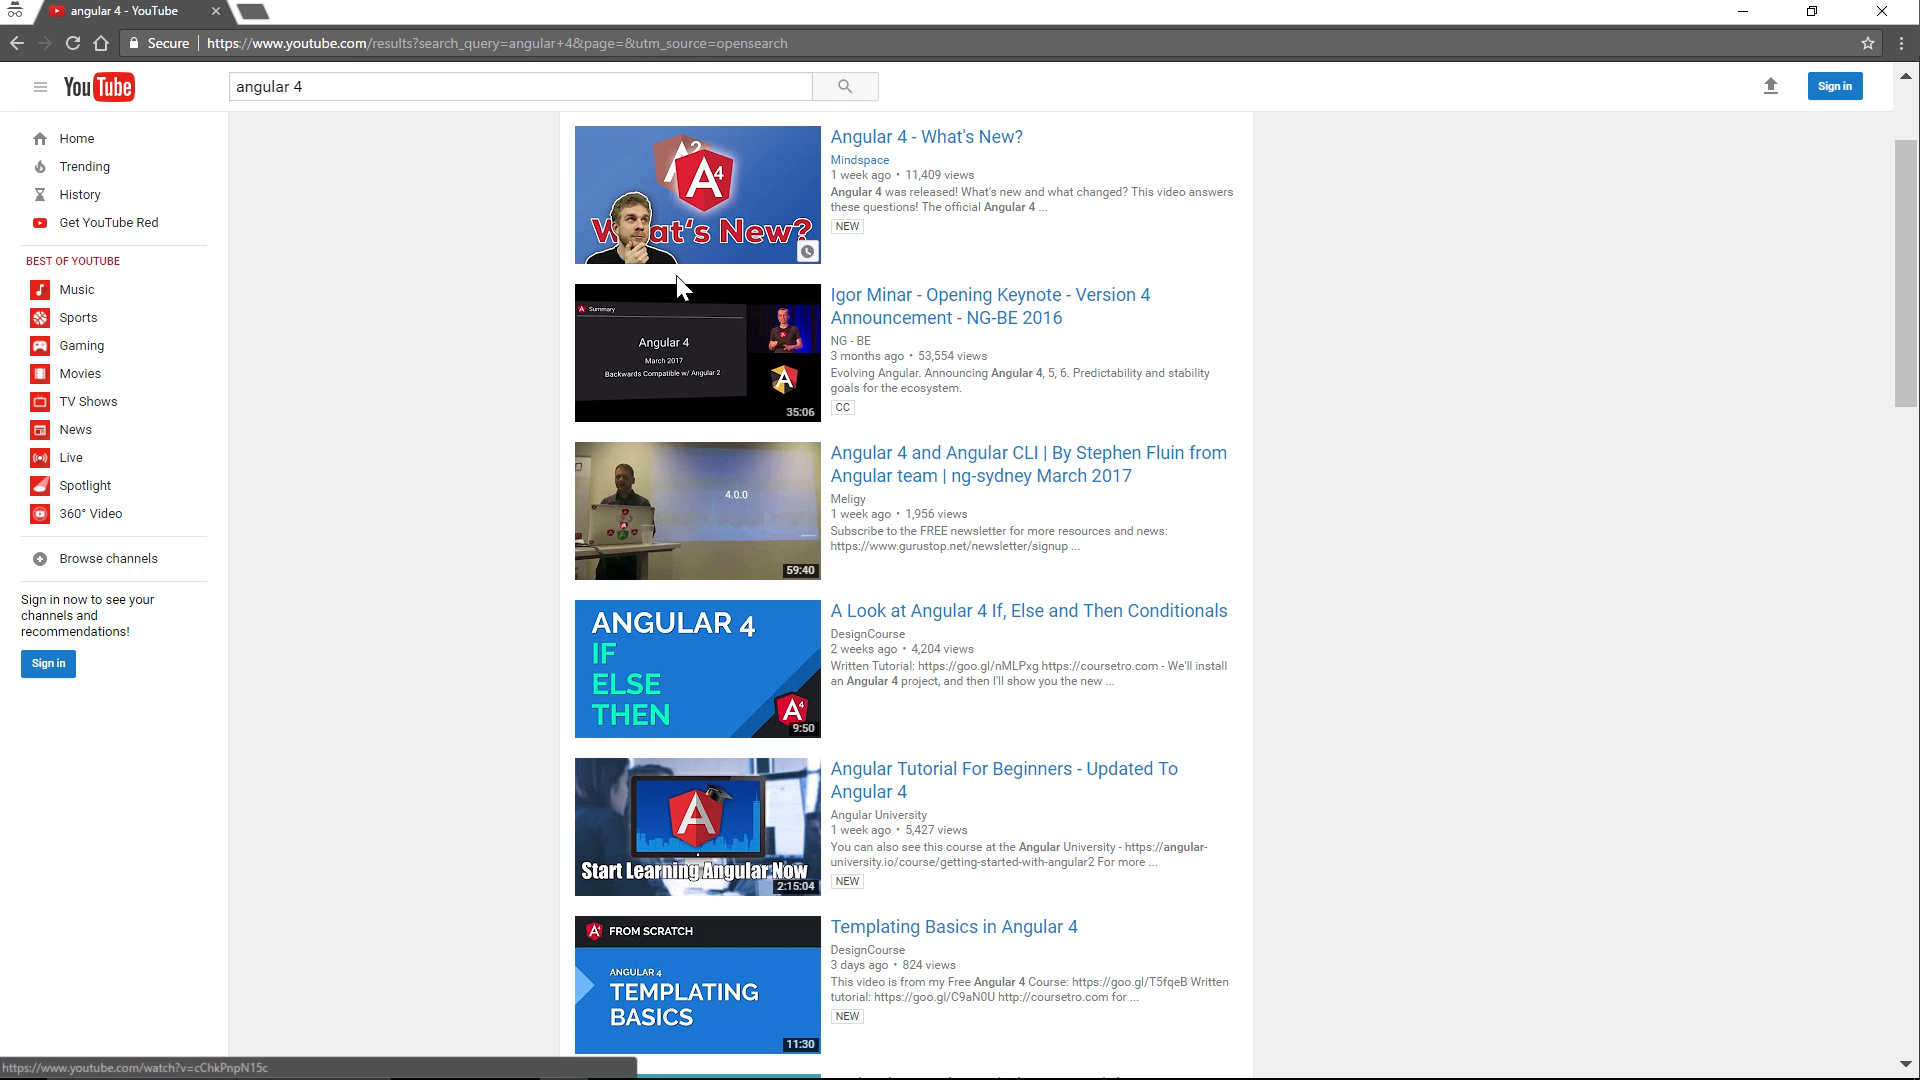 angular 4 - YouTube
Secure
https://www.youtube.com/results?search_query=angular+4&page=&utm_source=opensearch
YouTube
angular 4
Sign in
Home
Trending
History
Get YouTube Red
BEST OF YOUTUBE
Music
Sports
Gaming
Movies
TV Shows
News
Live
Spotlight
360° Video
Browse channels
Sign in now to see your
channels and
recommendations!
Sign in
A2
A4
What's New?
Angular 4 - What's New?
Mindspace
1 week ago • 11,409 views
Angular 4 was released! What's new and what changed? This video answers
these questions! The official Angular 4 ...
NEW
Summary
Angular 4
March 2017
Backwards Compatible w/ Angular 2
35:06
Igor Minar - Opening Keynote - Version 4
Announcement - NG-BE 2016
NG - BE
3 months ago • 53,554 views
Evolving Angular. Announcing Angular 4, 5, 6. Predictability and stability
goals for the ecosystem.
CC
4.0.0
59:40
Angular 4 and Angular CLI | By Stephen Fluin from
Angular team | ng-sydney March 2017
Meligy
1 week ago • 1,956 views
Subscribe to the FREE newsletter for more resources and news:
https://www.gurustop.net/newsletter/signup ...
ANGULAR 4
IF
ELSE
THEN
A4
9:50
A Look at Angular 4 If, Else and Then Conditionals
DesignCourse
2 weeks ago • 4,204 views
Written Tutorial: https://goo.gl/nMLPxg https://coursetro.com - We'll install
an Angular 4 project, and then I'll show you the new ...
A
Start Learning Angular Now
2:15:04
Angular Tutorial For Beginners - Updated To
Angular 4
Angular University
1 week ago • 5,427 views
You can also see this course at the Angular University - https://angular-
university.io/course/getting-started-with-angular2 For more ...
NEW
FROM SCRATCH
ANGULAR 4
TEMPLATING
BASICS
11:30
Templating Basics in Angular 4
DesignCourse
3 days ago • 824 views
This video is from my Free Angular 4 Course: https://goo.gl/T5fqeB Written
tutorial: https://goo.gl/C9aN0U http://coursetro.com for ...
NEW
https://www.youtube.com/watch?v=cChkPnpN15c